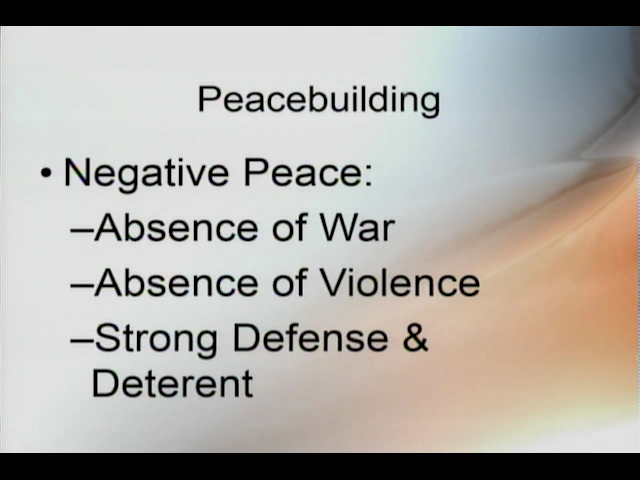 Peacebuilding
• Negative Peace:
–Absence of War
–Absence of Violence
–Strong Defense &
Deterent